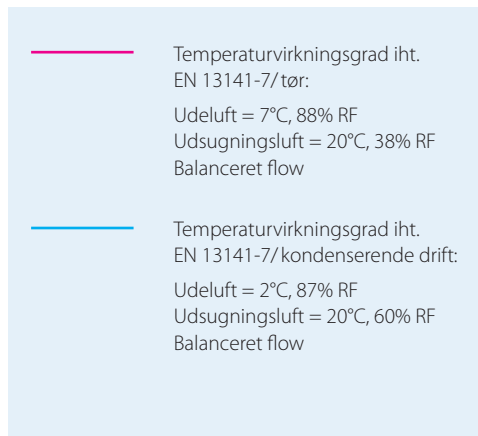 Temperaturvirkningsgrad iht.
EN 13141-7/tør:
Udeluft = 7°C, 88% RF
Udsugningsluft = 20°C, 38% RF
Balanceret flow
Temperaturvirkningsgrad iht.
EN 13141-7/kondenserende drift:
Udeluft = 2°C, 87% RF
Udsugningsluft = 20°C, 60% RF
Balanceret flow